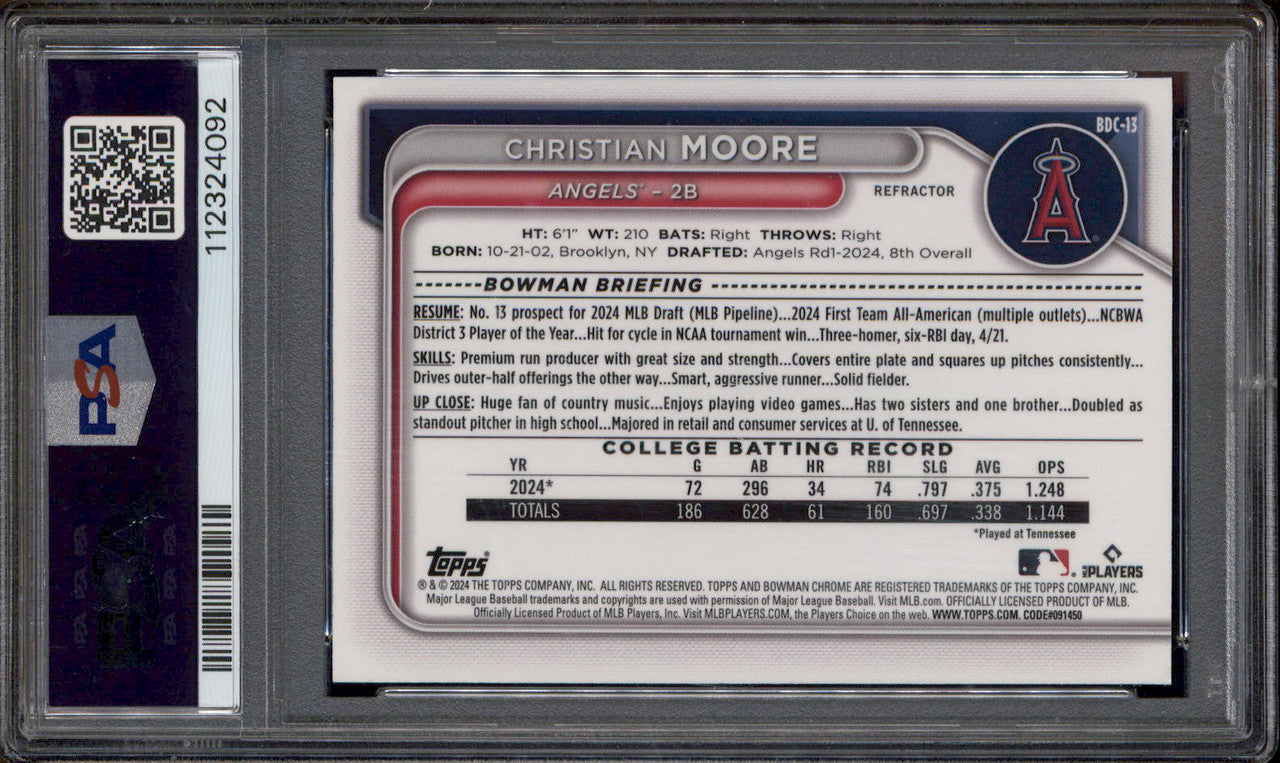 112324092
PSA
BDC-13
CHRISTIAN MOORE
ANGELS® – 2B
REFRACTOR
A
HT: 6'1" WT: 210 BATS: Right THROWS: Right
BORN: 10-21-02, Brooklyn, NY DRAFTED: Angels Rd1-2024, 8th Overall
BOWMAN BRIEFING
RESUME: No. 13 prospect for 2024 MLB Draft (MLB Pipeline)...2024 First Team All-American (multiple outlets)...NCBWA
District 3 Player of the Year...Hit for cycle in NCAA tournament win...Three-homer, six-RBI day, 4/21.
SKILLS: Premium run producer with great size and strength...Covers entire plate and squares up pitches consistently...
Drives outer-half offerings the other way...Smart, aggressive runner...Solid fielder.
UP CLOSE: Huge fan of country music...Enjoys playing video games...Has two sisters and one brother...Doubled as
standout pitcher in high school...Majored in retail and consumer services at U. of Tennessee.
COLLEGE BATTING RECORD
YR G AB HR RBI SLG AVG OPS
2024* 72 296 34 74 .797 .375 1.248
TOTALS 186 628 61 160 .697 .338 1.144
*Played at Tennessee
Topps®
MLB PLAYERS
® & © 2024 THE TOPPS COMPANY, INC. ALL RIGHTS RESERVED. TOPPS AND BOWMAN CHROME ARE REGISTERED TRADEMARKS OF THE TOPPS COMPANY, INC.
Major League Baseball trademarks and copyrights are used with permission of Major League Baseball. Visit MLB.com. OFFICIALLY LICENSED PRODUCT OF MLB.
Officially Licensed Product of MLB Players, Inc. Visit MLBPLAYERS.COM, the Players Choice on the web. WWW.TOPPS.COM. CODE#091450